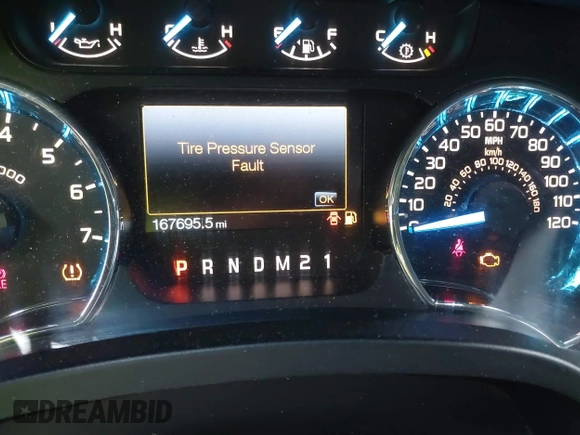 L H
C H
E F
C H
4
5
6
7
000
Tire Pressure Sensor
Fault
OK
167695.5 mi
P R N D M 2 1
0 10 20 30 40 50 60 70 80 90 100 110 120
MPH
km/h
20 40 60 80 100 120 140 160 180
DREAMBID